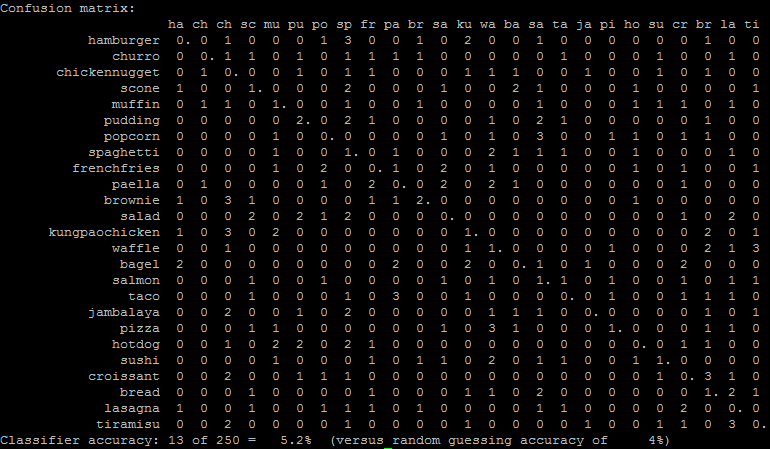 Confusion matrix:
ha ch ch sc mu pu po sp fr pa br sa ku wa ba sa ta ja pi ho su cr br la ti
hamburger 0. 0 1 0 0 0 1 3 0 0 1 0 2 0 0 1 0 0 0 0 0 0 1 0 0
churro 0 0. 1 1 0 1 0 1 1 1 1 0 0 0 0 0 1 0 0 0 1 0 0 1 0
chickennugget 0 1 0. 0 0 1 0 1 1 0 0 0 1 1 1 0 0 1 0 0 0 1 0 0 1
scone 1 0 0 1. 0 0 0 2 0 0 0 1 0 0 2 1 0 0 0 1 0 0 0 0 1
muffin 0 1 1 0 1. 0 0 1 0 0 1 0 0 0 0 1 0 0 0 1 1 1 0 1 0
pudding 0 0 0 0 0 2. 0 2 1 0 0 0 0 1 0 2 1 0 0 0 0 0 1 0 0
popcorn 0 0 0 0 1 0 0. 0 0 0 0 1 0 1 0 3 0 0 1 1 0 1 1 0 0
spaghetti 0 0 0 0 1 0 0 1. 0 1 0 0 0 2 1 1 1 0 0 0 1 0 0 1 0
frenchfries 0 0 0 0 1 0 2 0 0. 1 0 2 0 1 0 0 0 0 0 1 0 1 0 0 1
paella 0 1 0 0 0 0 1 0 2 0. 0 2 0 2 1 0 0 0 0 0 0 1 0 0 0
brownie 1 0 3 1 0 0 0 0 1 1 2. 0 0 0 0 0 0 0 0 1 0 0 0 0 0
salad 0 0 0 2 0 2 1 2 0 0 0 0. 0 0 0 0 0 0 0 0 0 1 0 2 0
kungpaochicken 1 0 3 0 2 0 0 0 0 0 0 0 1. 0 0 0 0 0 0 0 0 0 2 0 1
waffle 0 0 1 0 0 0 0 0 0 0 0 0 1 1. 0 0 0 0 1 0 0 0 2 1 3
bagel 2 0 0 0 0 0 0 0 0 2 0 0 2 0 0. 1 0 1 0 0 0 2 0 0 0
salmon 0 0 0 1 0 0 1 0 0 0 0 1 0 1 0 1. 1 0 1 0 0 1 1 1 0
taco 0 0 0 1 0 0 0 1 0 3 0 0 1 0 0 0 0. 0 1 0 0 1 1 1 0
jambalaya 0 0 2 0 0 1 0 2 0 0 0 0 0 0 1 1 1 0. 0 0 0 1 0 0 1
pizza 0 0 0 1 1 0 0 0 0 0 0 1 0 3 1 0 0 0 1. 0 0 0 1 1 0
hotdog 0 0 1 0 2 2 0 2 1 0 0 0 0 0 0 0 0 0 0 0. 0 1 0 1 0
sushi 0 0 0 1 0 0 0 0 1 0 1 1 0 2 0 1 1 0 0 1 1. 0 0 0 0
croissant 0 0 2 0 0 1 1 1 0 0 0 0 0 0 0 0 0 0 0 0 1 0. 3 1 0
bread 0 0 0 1 0 0 0 0 1 0 0 1 1 0 0 2 0 0 0 0 0 0 1. 2 1
lasagna 1 0 0 0 1 0 1 1 1 0 1 0 0 0 0 1 1 0 0 0 0 2 0 0. 0
tiramisu 0 0 2 0 0 0 0 1 0 0 0 0 0 1 0 0 0 1 0 0 1 1 0 3 0.
Classifier accuracy: 13 of 250 = 5.2% (versus random guessing accuracy of 4%)